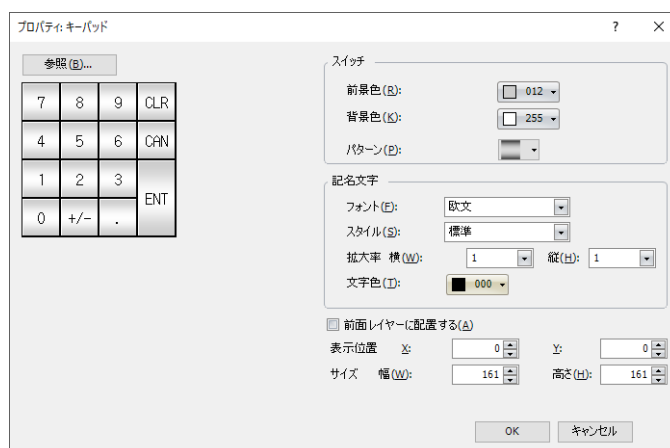 プロパティ: キーパッド ? ×
参照(B)...
7 8 9 CLR
4 5 6 CAN
1 2 3 ENT
0 +/- .
スイッチ
前景色(R): 012
背景色(K): 255
パターン(P):
記名文字
フォント(F): 欧文
スタイル(S): 標準
拡大率 横(W): 1 縦(H): 1
文字色(T): 000
前面レイヤーに配置する(A)
表示位置 X: 0 Y: 0
サイズ 幅(W): 161 高さ(H): 161
OK キャンセル